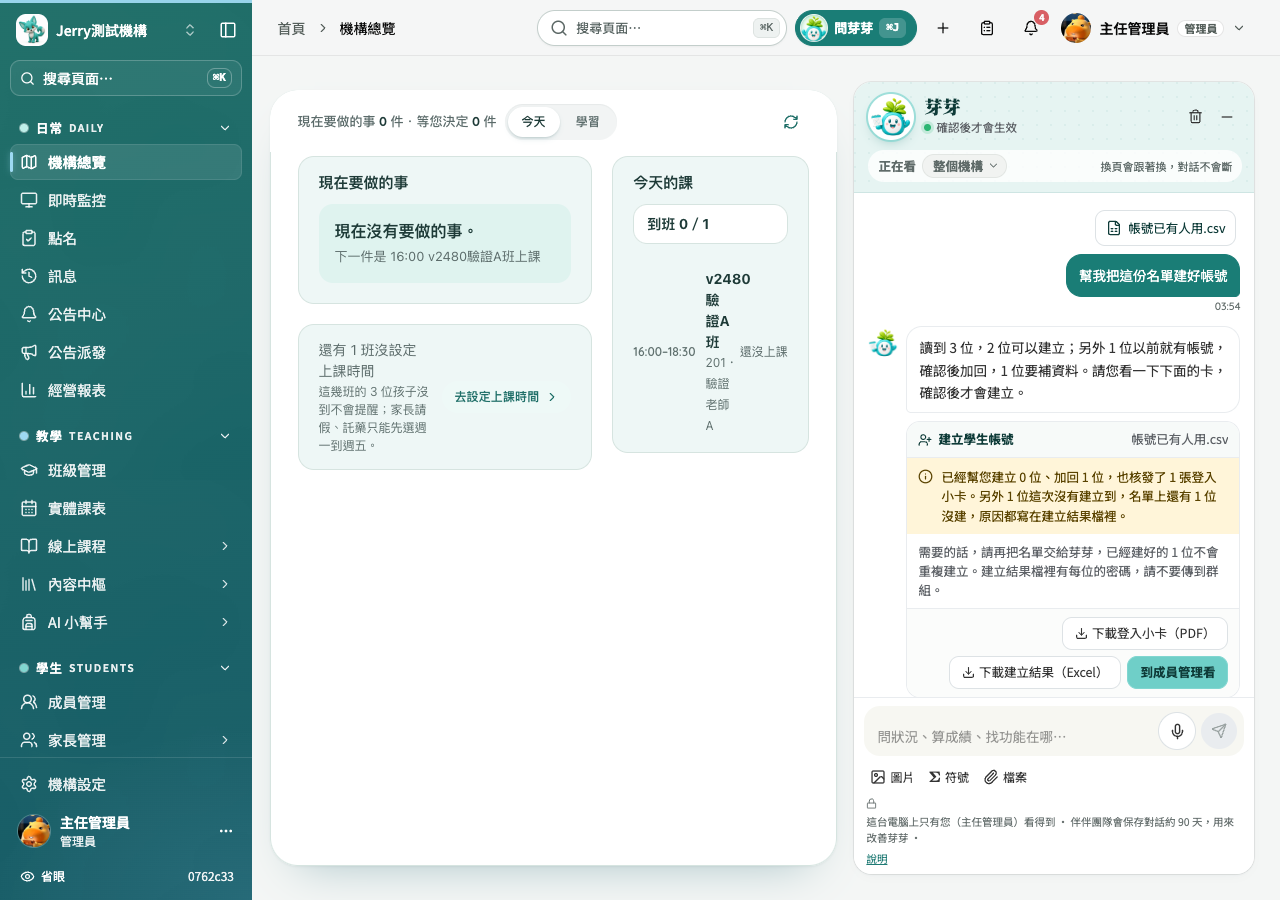 Jerry測試機構
搜尋頁面… ⌘K
日常 DAILY
機構總覽
即時監控
點名
訊息
公告中心
公告派發
經營報表
教學 TEACHING
班級管理
實體課表
線上課程
內容中樞
AI 小幫手
學生 STUDENTS
成員管理
家長管理
機構設定
主任管理員
管理員
省眼 0762c33
首頁 > 機構總覽
搜尋頁面… ⌘K
問芽芽 ⌘J
4
主任管理員 管理員
現在要做的事 0 件 · 等您決定 0 件 今天 學習
現在要做的事
現在沒有要做的事。
下一件是 16:00 v2480驗證A班上課
還有 1 班沒設定
上課時間
這幾班的 3 位孩子沒
到不會提醒；家長請
假、託藥只能先選週
一到週五。
去設定上課時間
今天的課
到班 0 / 1
16:00–18:30
v2480
驗
證A
班
201 ·
驗證
老師
A
還沒上課
芽芽
確認後才會生效
正在看 整個機構 換頁會跟著換，對話不會斷
帳號已有人用.csv
幫我把這份名單建好帳號
03:54
讀到 3 位，2 位可以建立；另外 1 位以前就有帳號，
確認後加回，1 位要補資料。請您看一下下面的卡，
確認後才會建立。
建立學生帳號 帳號已有人用.csv
已經幫您建立 0 位、加回 1 位，也核發了 1 張登入
小卡。另外 1 位這次沒有建立到，名單上還有 1 位
沒建，原因都寫在建立結果檔裡。
需要的話，請再把名單交給芽芽，已經建好的 1 位不會
重複建立。建立結果檔裡有每位的密碼，請不要傳到群
組。
下載登入小卡（PDF）
下載建立結果（Excel） 到成員管理看
問狀況、算成績、找功能在哪…
圖片 符號 檔案
這台電腦上只有您（主任管理員）看得到 · 伴伴團隊會保存對話約 90 天，用來
改善芽芽 ·
說明